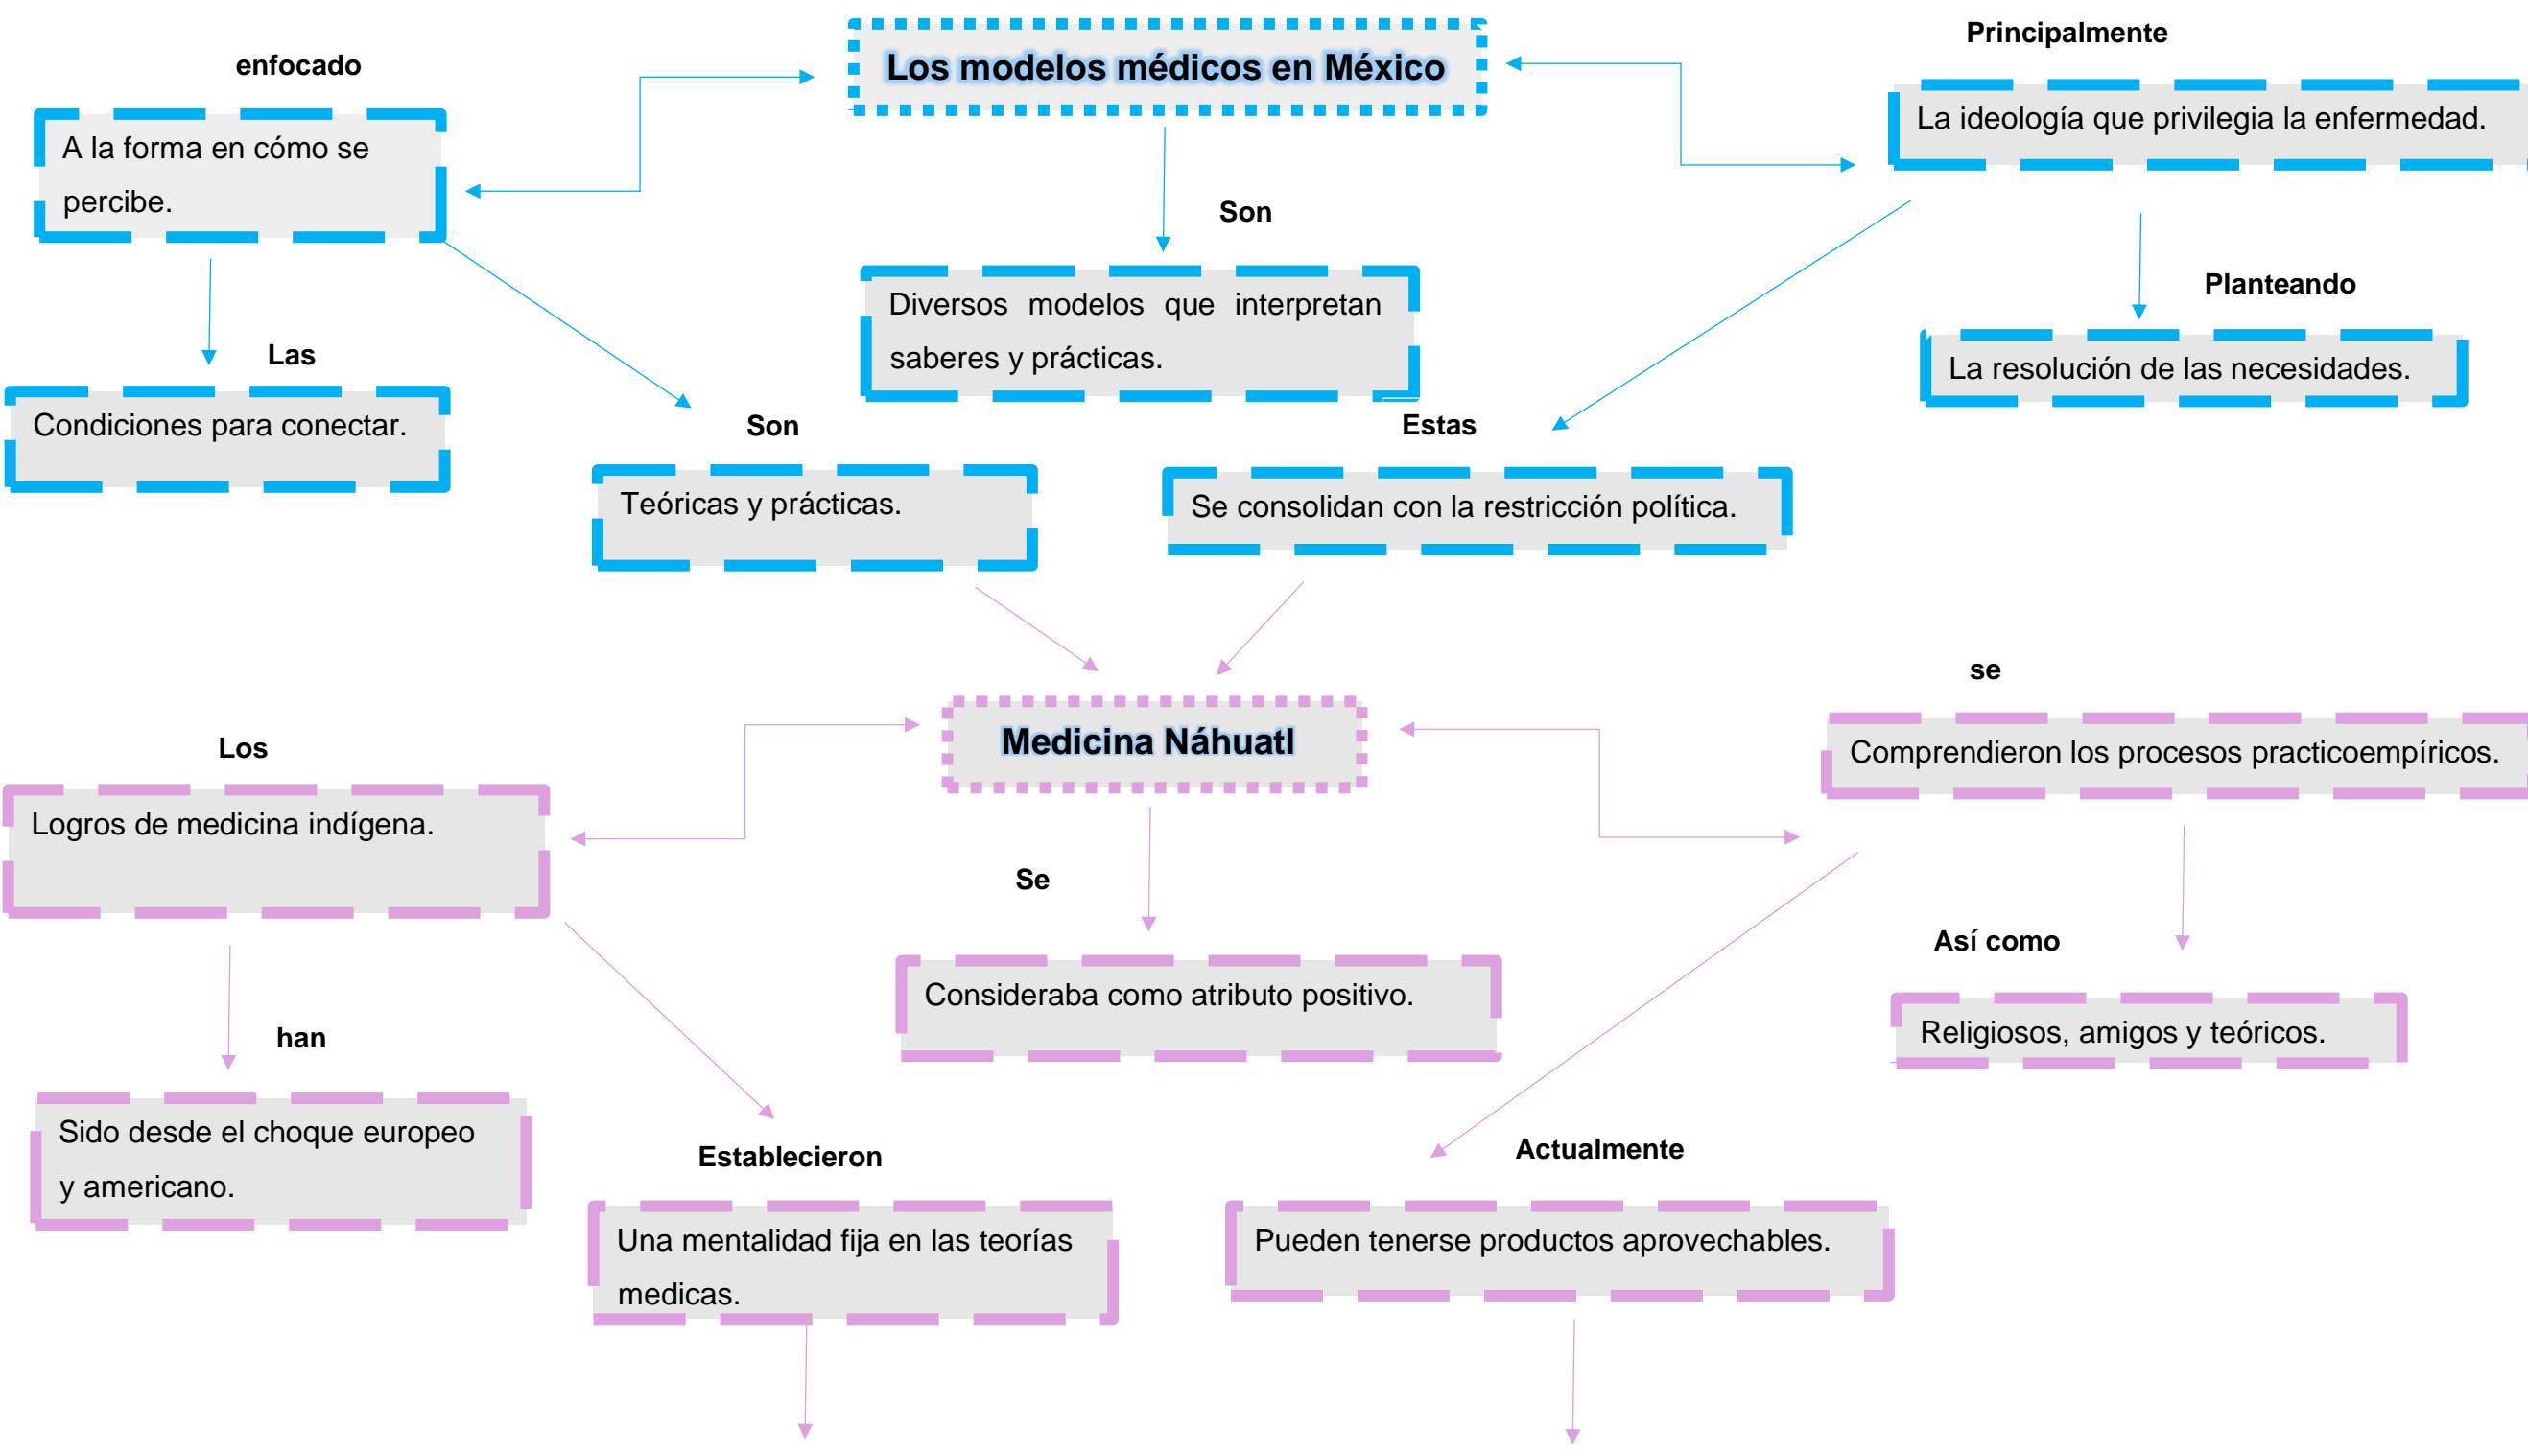 Los modelos médicos en México
enfocado
A la forma en cómo se
percibe.
Principalmente
La ideología que privilegia la enfermedad.
Son
Diversos modelos que interpretan
saberes y prácticas.
Planteando
La resolución de las necesidades.
Las
Condiciones para conectar.
Son
Teóricas y prácticas.
Estas
Se consolidan con la restricción política.
Medicina Náhuatl
Los
Logros de medicina indígena.
se
Comprendieron los procesos practicoempíricos.
Se
Consideraba como atributo positivo.
Así como
Religiosos, amigos y teóricos.
han
Sido desde el choque europeo
y americano.
Establecieron
Una mentalidad fija en las teorías
medicas.
Actualmente
Pueden tenerse productos aprovechables.